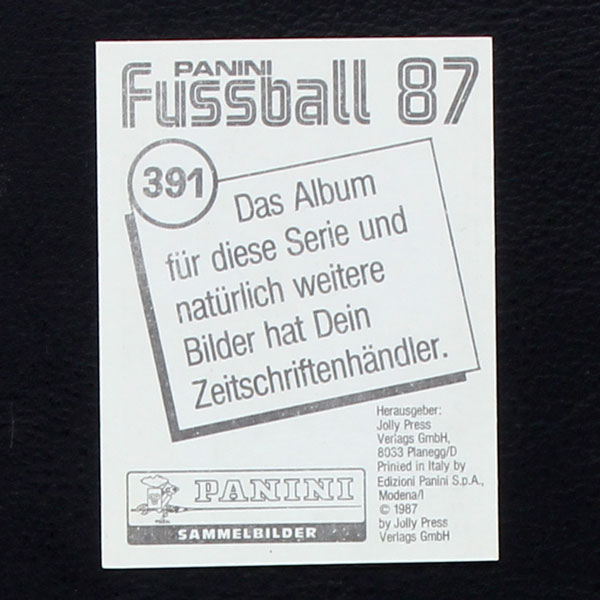 PANINI
Fussball 87
391
Das Album
für diese Serie und
natürlich weitere
Bilder hat Dein
Zeitschriftenhändler.
Herausgeber:
Jolly Press
Verlags GmbH,
8033 Planegg/D
Printed in Italy by
Edizioni Panini S.p.A.,
Modena/I
© 1987
by Jolly Press
Verlags GmbH
PANINI
SAMMELBILDER